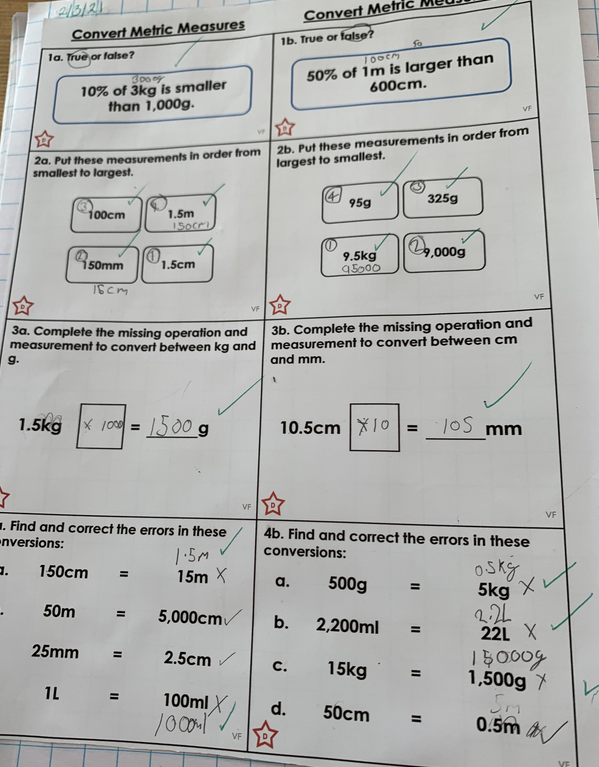 2/3/21
Convert Metric Measures
1a. True or false?
300g
10% of 3kg is smaller
than 1,000g.
D
VF
2a. Put these measurements in order from
smallest to largest.
3 100cm
4 1.5m
150cm
2 150mm
1 1.5cm
15cm
D
VF
3a. Complete the missing operation and
measurement to convert between kg and
g.
1.5kg × 1000 = 1500 g
VF
. Find and correct the errors in these
conversions:
1.5m
150cm = 15m X
50m = 5,000cm ✓
25mm = 2.5cm ✓
1L = 100ml X
1000ml
VF
Convert Metric
1b. True or false?
100cm
50% of 1m is larger than
600cm.
D
VF
2b. Put these measurements in order from
largest to smallest.
4 95g
3 325g
1 9.5kg
95000
2 9,000g
D
VF
3b. Complete the missing operation and
measurement to convert between cm
and mm.
10.5cm × 10 = 105 mm
D
VF
4b. Find and correct the errors in these
conversions:
0.5kg
a. 500g = 5kg X
2.2L
b. 2,200ml = 22L X
15000g
c. 15kg = 1,500g X
5m
d. 50cm = 0.5m ✓
D
VF